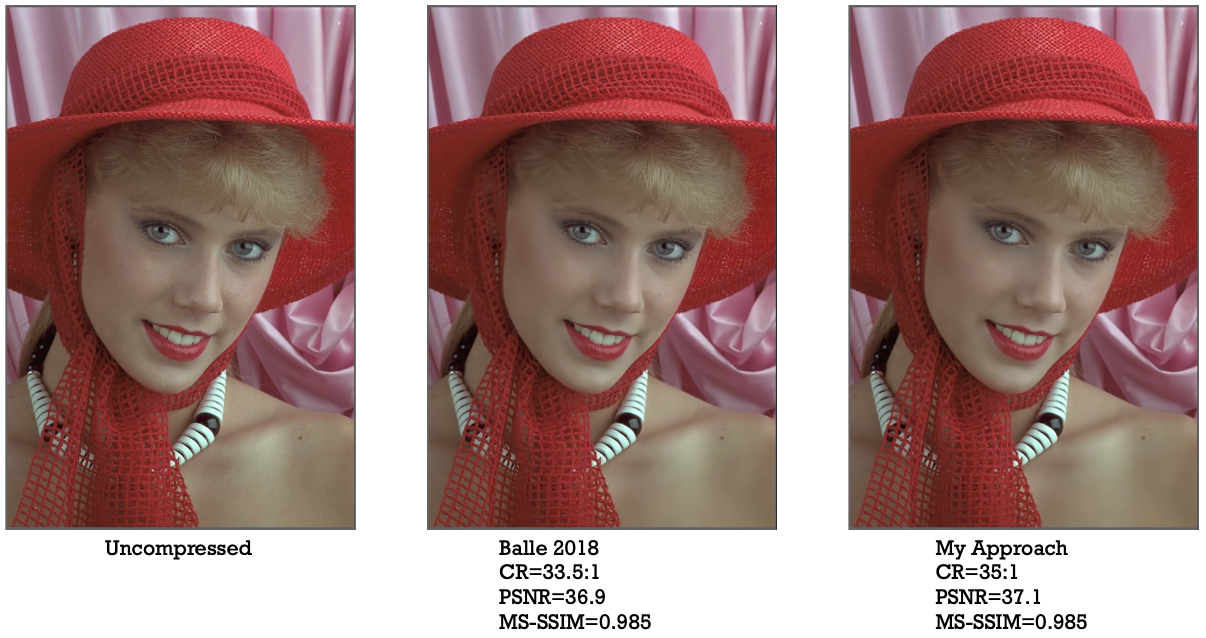 Uncompressed
Balle 2018
CR=33.5:1
PSNR=36.9
MS-SSIM=0.985
My Approach
CR=35:1
PSNR=37.1
MS-SSIM=0.985